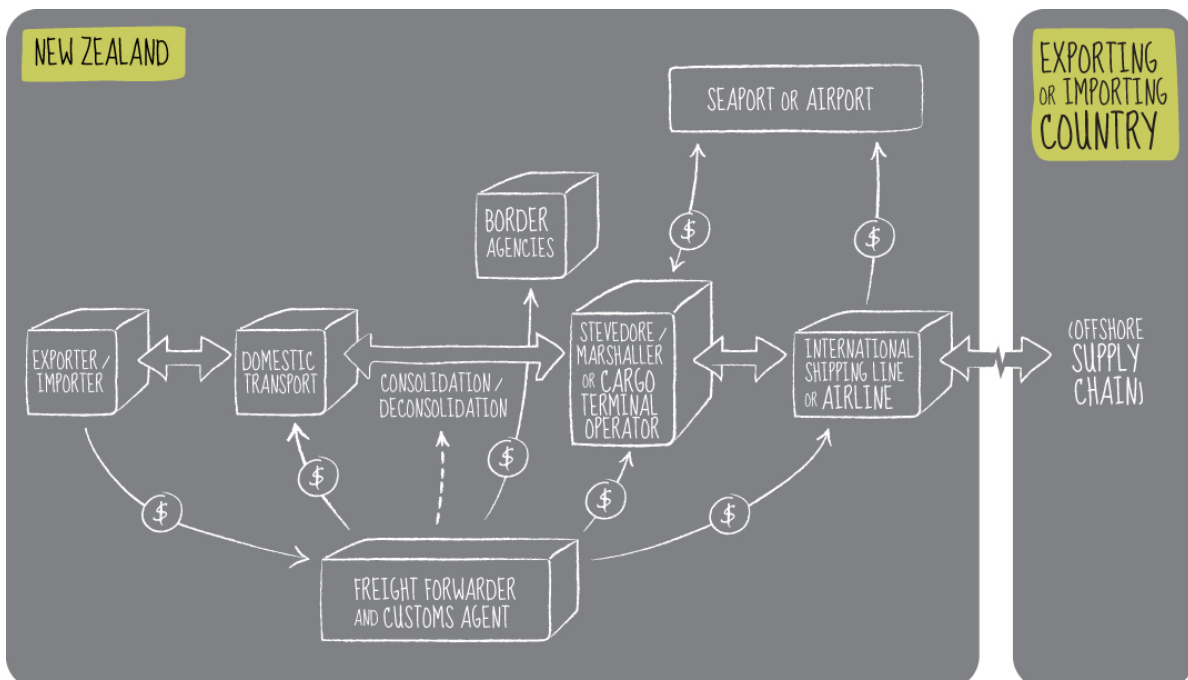 NEW ZEALAND
EXPORTING
OR IMPORTING
COUNTRY
SEAPORT OR AIRPORT
$
$
BORDER
AGENCIES
EXPORTER /
IMPORTER
DOMESTIC
TRANSPORT
CONSOLIDATION /
DECONSOLIDATION
STEVEDORE /
MARSHALLER
OR CARGO
TERMINAL
OPERATOR
INTERNATIONAL
SHIPPING LINE
OR AIRLINE
(OFFSHORE
SUPPLY
CHAIN)
$
$
$
$
$
FREIGHT FORWARDER
AND CUSTOMS AGENT